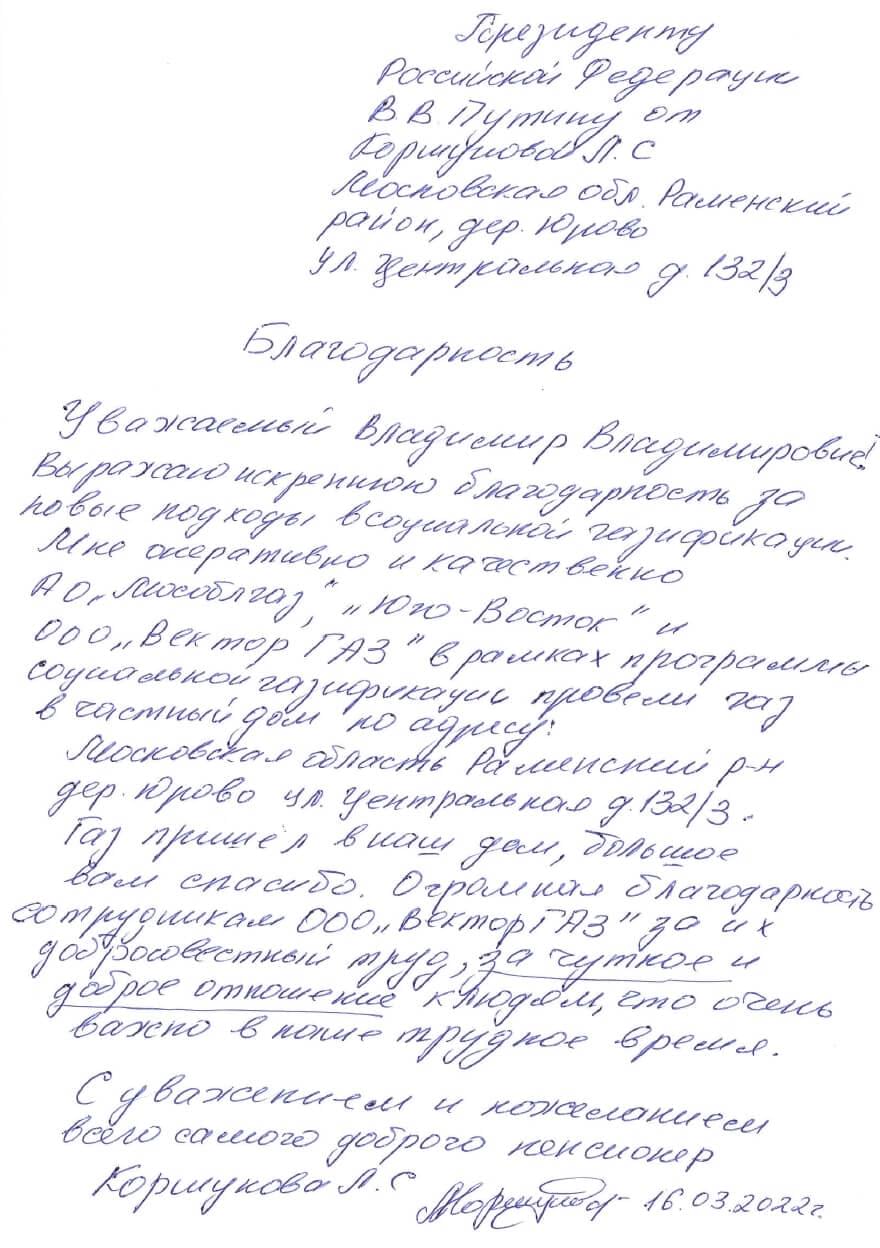 Президенту
Российской Федерации
В.В. Путину от
Коршуновой Л.С
Московская обл. Раменский
район, дер. Юрово
ул. Центральная д. 132/3
Благодарность
Уважаемый Владимир Владимирович!
Выражаю искреннюю благодарность за
новые подходы в социальной газификации.
Мне оперативно и качественно
АО „Мособлгаз", „Юго-Восток" и
ООО „Вектор ГАЗ" в рамках программы
социальной газификации провели газ
в частный дом по адресу:
Московская область Раменский р-н
дер. Юрово ул. Центральная д. 132/3.
Газ пришёл в наш дом, большое
вам спасибо. Огромная благодарность
сотрудникам ООО „Вектор ГАЗ" за их
добросовестный труд, за чуткое и
доброе отношение к людям, что очень
важно в наше трудное время.
С уважением и пожеланием
всего самого доброго пенсионер
Коршунова Л.С
16.03.2022г.